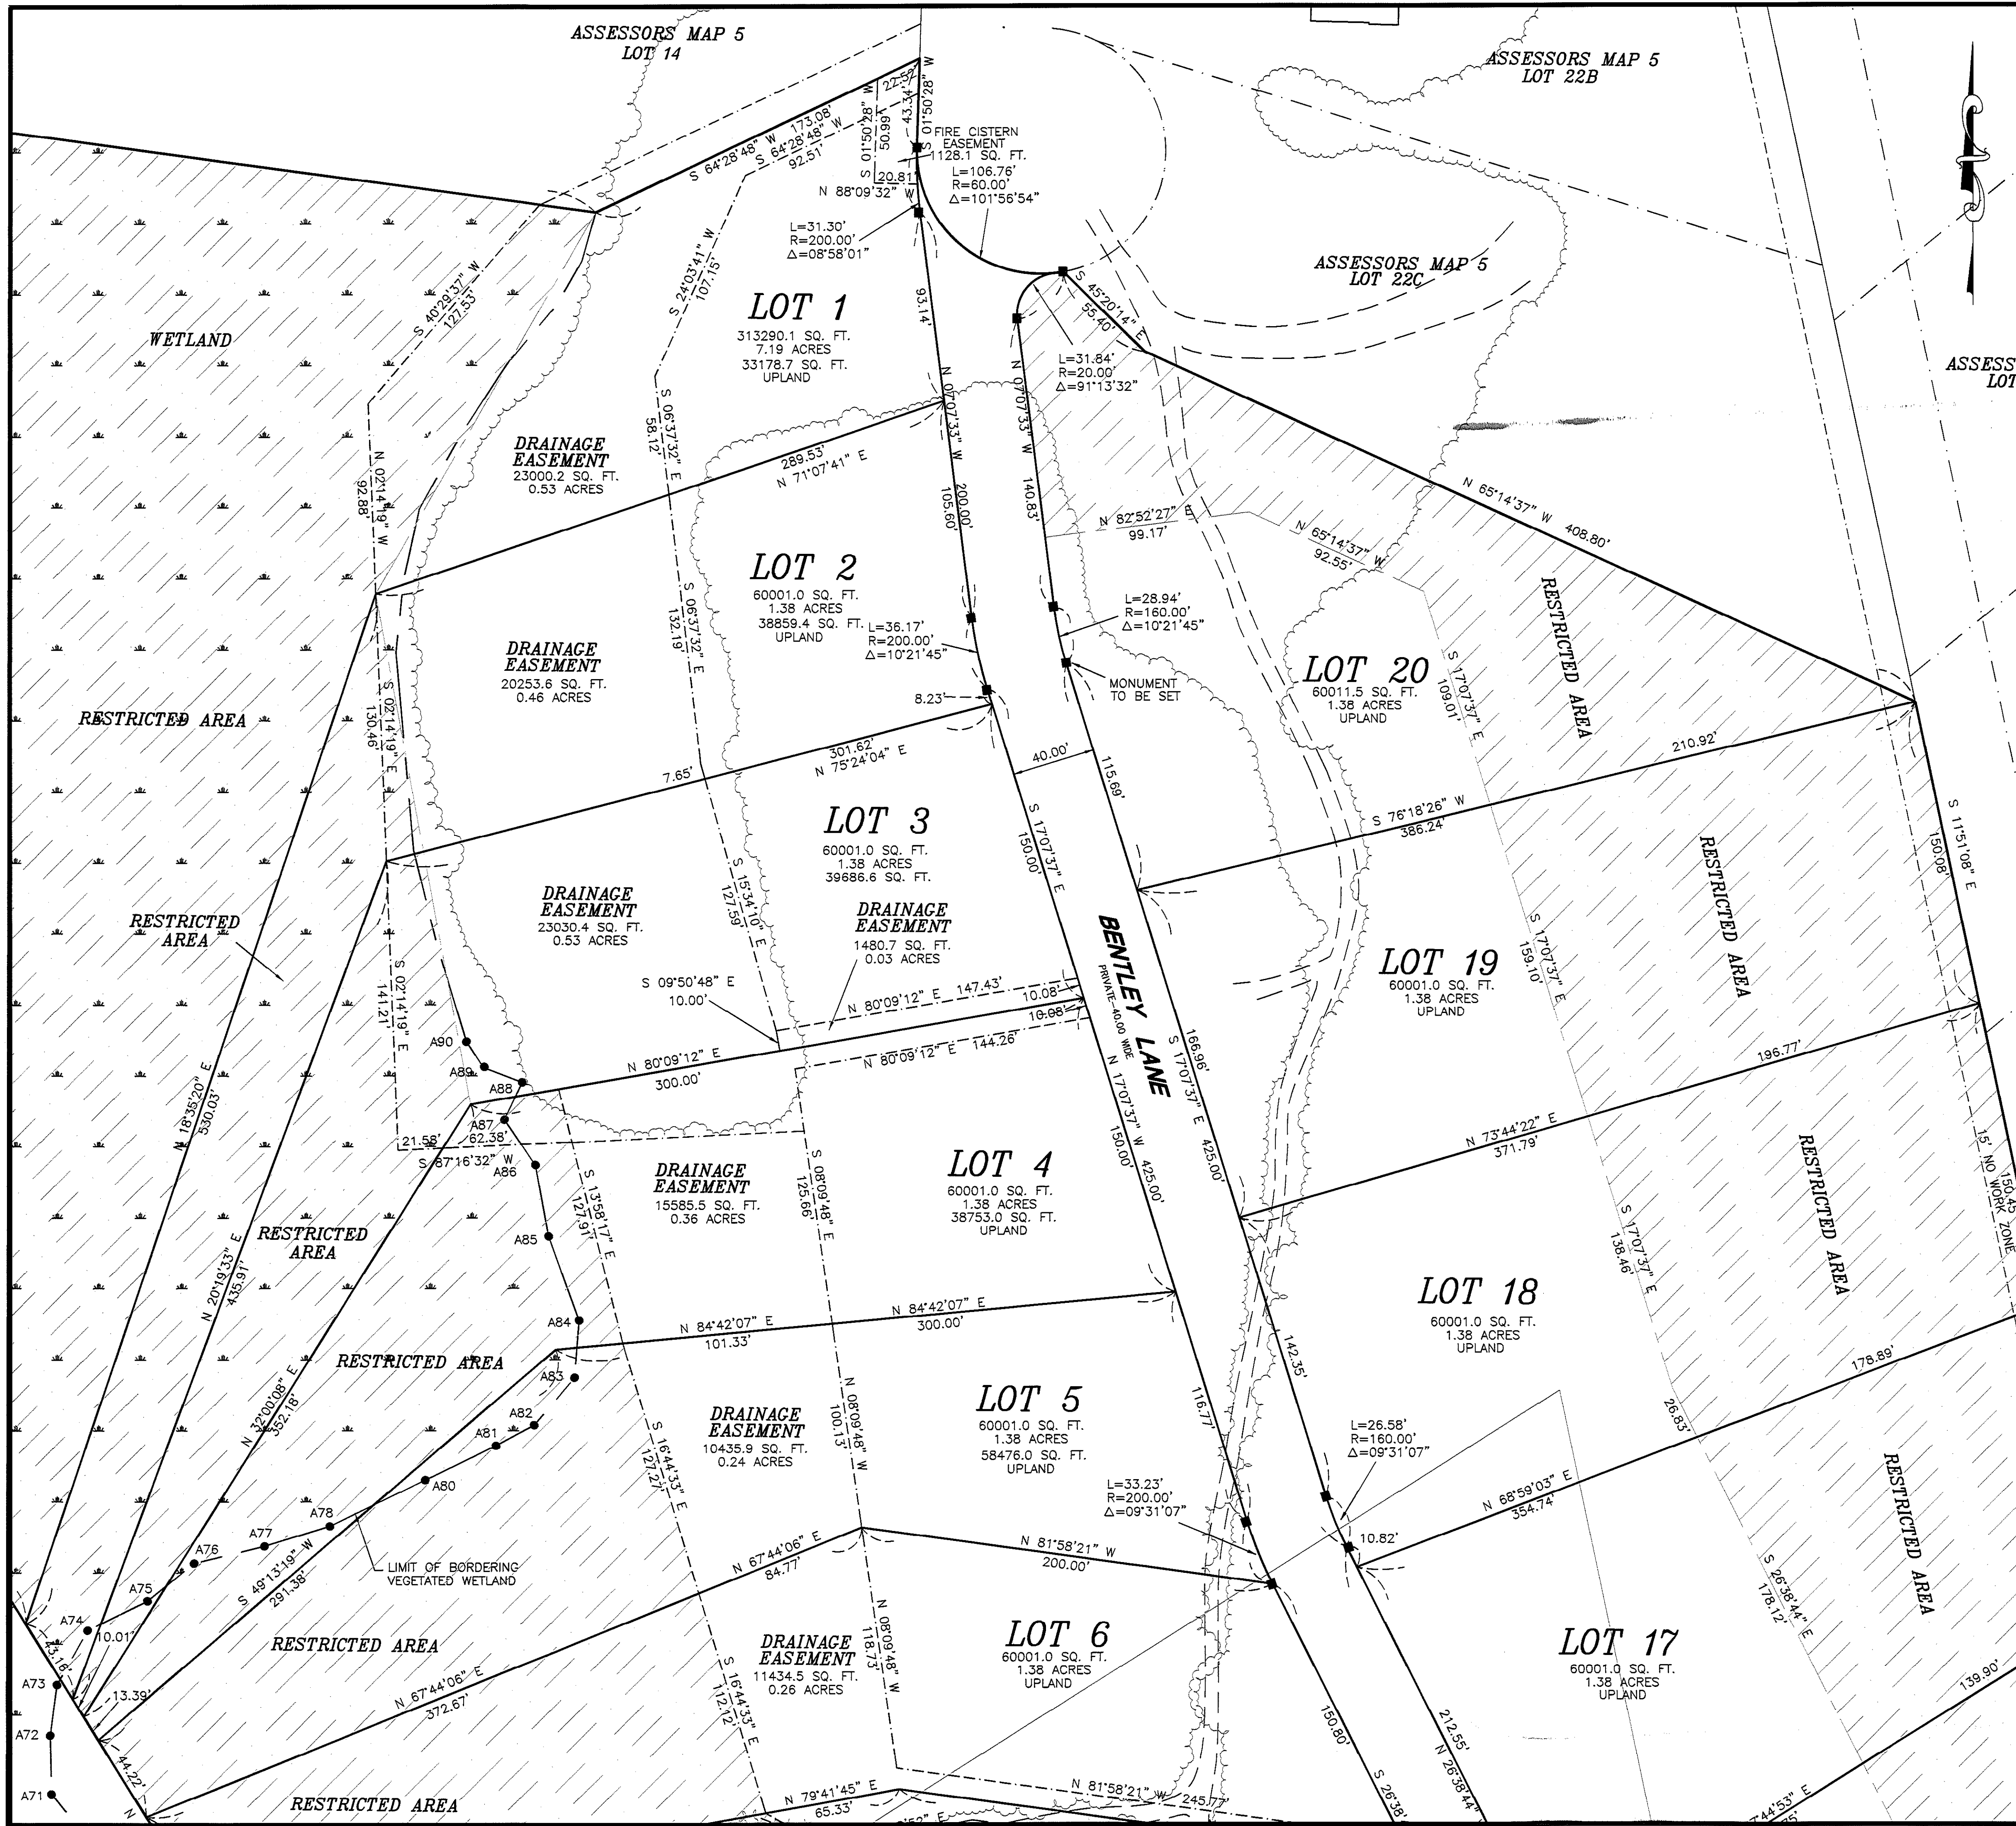 ASSESSORS MAP 5
LOT 14
ASSESSORS MAP 5
LOT 22B
ASSESSORS MAP 5
LOT 22C
ASSESS
LOT
S 64°28'48" W 173.08'
22.52'
S 64°28'48" W
92.51'
S 01°50'28" W
50.99'
43.34'
S 01°50'28" W
FIRE CISTERN
EASEMENT
1128.1 SQ. FT.
20.81'
N 88°09'32" W
L=106.76'
R=60.00'
Δ=101°56'54"
L=31.30'
R=200.00'
Δ=08°58'01"
S 24°03'41" W
107.15'
S 40°29'37" W
127.53'
WETLAND
LOT 1
313290.1 SQ. FT.
7.19 ACRES
33178.7 SQ. FT.
UPLAND
93.14'
N 07°07'33" W
200.00'
105.60'
S 45°20'14" E
55.40'
L=31.84'
R=20.00'
Δ=91°13'32"
N 07°07'33" W
140.83'
N 65°14'37" W 408.80'
DRAINAGE
EASEMENT
23000.2 SQ. FT.
0.53 ACRES
S 06°37'32" E
58.12'
289.53'
N 71°07'41" E
N 02°14'19" W
92.88'
N 82°52'27" E
99.17'
N 65°14'37" W
92.55'
LOT 2
60001.0 SQ. FT.
1.38 ACRES
38859.4 SQ. FT.
UPLAND
L=36.17'
R=200.00'
Δ=10°21'45"
L=28.94'
R=160.00'
Δ=10°21'45"
S 06°37'32" E
132.19'
DRAINAGE
EASEMENT
20253.6 SQ. FT.
0.46 ACRES
MONUMENT
TO BE SET
8.23'
LOT 20
60011.5 SQ. FT.
1.38 ACRES
UPLAND
S 17°07'37" E
109.01'
RESTRICTED AREA
RESTRICTED AREA
S 02°14'19" E
130.46'
7.65'
301.62'
N 75°24'04" E
40.00'
115.69'
210.92'
S 76°18'26" W
386.24'
S 11°51'08" E
150.08'
LOT 3
60001.0 SQ. FT.
1.38 ACRES
39686.6 SQ. FT.
S 17°07'37" E
150.00'
S 15°34'10" E
127.59'
DRAINAGE
EASEMENT
23030.4 SQ. FT.
0.53 ACRES
DRAINAGE
EASEMENT
1480.7 SQ. FT.
0.03 ACRES
RESTRICTED
AREA
S 02°14'19" E
141.21'
S 09°50'48" E
10.00'
N 80°09'12" E 147.43'
10.08'
10.08'
N 80°09'12" E 144.26'
N 80°09'12" E
300.00'
BENTLEY LANE
PRIVATE-40.00 WIDE
LOT 19
60001.0 SQ. FT.
1.38 ACRES
UPLAND
S 17°07'37" E
159.10'
RESTRICTED AREA
166.96'
S 17°07'37" E 425.00'
N 17°07'37" W 425.00'
150.00'
196.77'
N 73°44'22" E
371.79'
A90
A89
A88
A87
62.38'
21.58'
S 87°16'32" W
A86
N 18°35'20" E
530.03'
S 13°58'17" E
127.91'
DRAINAGE
EASEMENT
15585.5 SQ. FT.
0.36 ACRES
S 08°09'48" E
125.66'
LOT 4
60001.0 SQ. FT.
1.38 ACRES
38753.0 SQ. FT.
UPLAND
150.45'
15' NO WORK ZONE
RESTRICTED AREA
S 17°07'37" E
138.46'
RESTRICTED
AREA
A85
N 20°19'33" E
435.91'
LOT 18
60001.0 SQ. FT.
1.38 ACRES
UPLAND
A84
N 84°42'07" E
101.33'
N 84°42'07" E
300.00'
142.35'
178.89'
RESTRICTED AREA
A83
N 32°00'08" E
352.18'
116.77'
26.83'
LOT 5
60001.0 SQ. FT.
1.38 ACRES
58476.0 SQ. FT.
UPLAND
DRAINAGE
EASEMENT
10435.9 SQ. FT.
0.24 ACRES
N 08°09'48" W
100.13'
S 16°44'33" E
127.27'
A82
A81
A80
A78
A77
A76
A75
A74
L=26.58'
R=160.00'
Δ=09°31'07"
L=33.23'
R=200.00'
Δ=09°31'07"
10.82'
N 68°59'03" E
354.74'
RESTRICTED AREA
S 49°13'19" W
291.38'
LIMIT OF BORDERING
VEGETATED WETLAND
N 67°44'06" E
84.77'
N 81°58'21" W
200.00'
S 26°38'44" E
178.12'
10.01'
43.16'
RESTRICTED AREA
DRAINAGE
EASEMENT
11434.5 SQ. FT.
0.26 ACRES
N 08°09'48" W
118.73'
LOT 6
60001.0 SQ. FT.
1.38 ACRES
UPLAND
LOT 17
60001.0 SQ. FT.
1.38 ACRES
UPLAND
139.90'
A73
13.39'
A72
N 67°44'06" E
372.67'
S 16°44'33" E
112.12'
150.80'
212.55'
N 26°38'44"
S 26°38'
44.22'
A71
N
RESTRICTED AREA
N 79°41'45" E
65.33'
N 81°58'21" W 245.77'
7°44'53" E